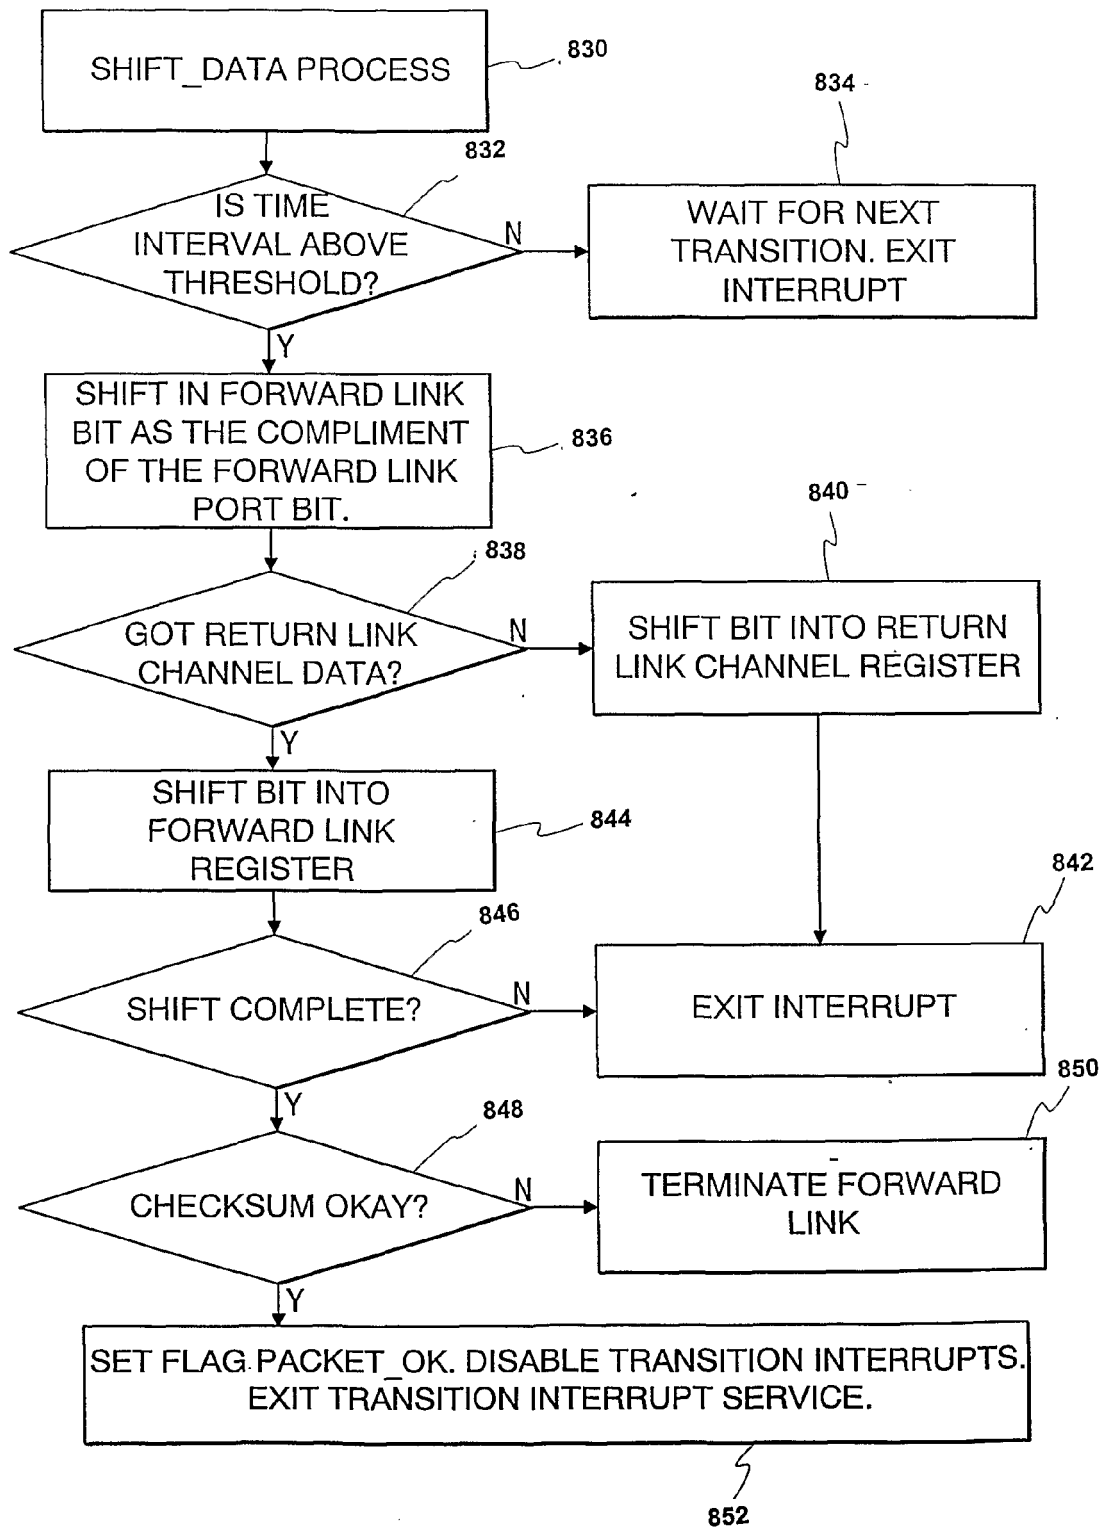 SHIFT_DATA PROCESS
830
834
832
IS TIME
INTERVAL ABOVE
THRESHOLD?
N
WAIT FOR NEXT
TRANSITION. EXIT
INTERRUPT
Y
SHIFT IN FORWARD LINK
BIT AS THE COMPLIMENT
OF THE FORWARD LINK
PORT BIT.
836
840
838
GOT RETURN LINK
CHANNEL DATA?
N
SHIFT BIT INTO RETURN
LINK CHANNEL REGISTER
Y
SHIFT BIT INTO
FORWARD LINK
REGISTER
844
842
846
SHIFT COMPLETE?
N
EXIT INTERRUPT
Y
850
848
CHECKSUM OKAY?
N
TERMINATE FORWARD
LINK
Y
SET FLAG.PACKET_OK. DISABLE TRANSITION INTERRUPTS.
EXIT TRANSITION INTERRUPT SERVICE.
852